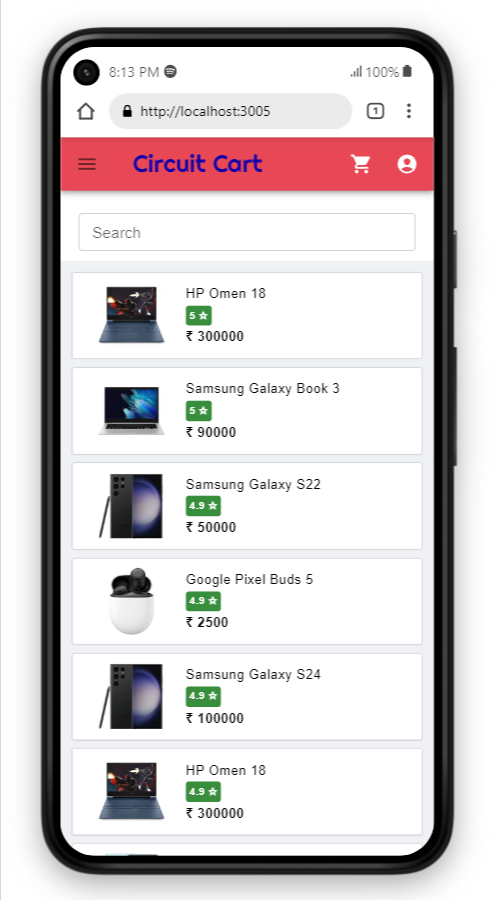 8:13 PM 100%
1
http://localhost:3005
Circuit Cart
Search
HP Omen 18
5 ☆
₹ 300000
Samsung Galaxy Book 3
5 ☆
₹ 90000
Samsung Galaxy S22
4.9 ☆
₹ 50000
Google Pixel Buds 5
4.9 ☆
₹ 2500
Samsung Galaxy S24
4.9 ☆
₹ 100000
HP Omen 18
4.9 ☆
₹ 300000